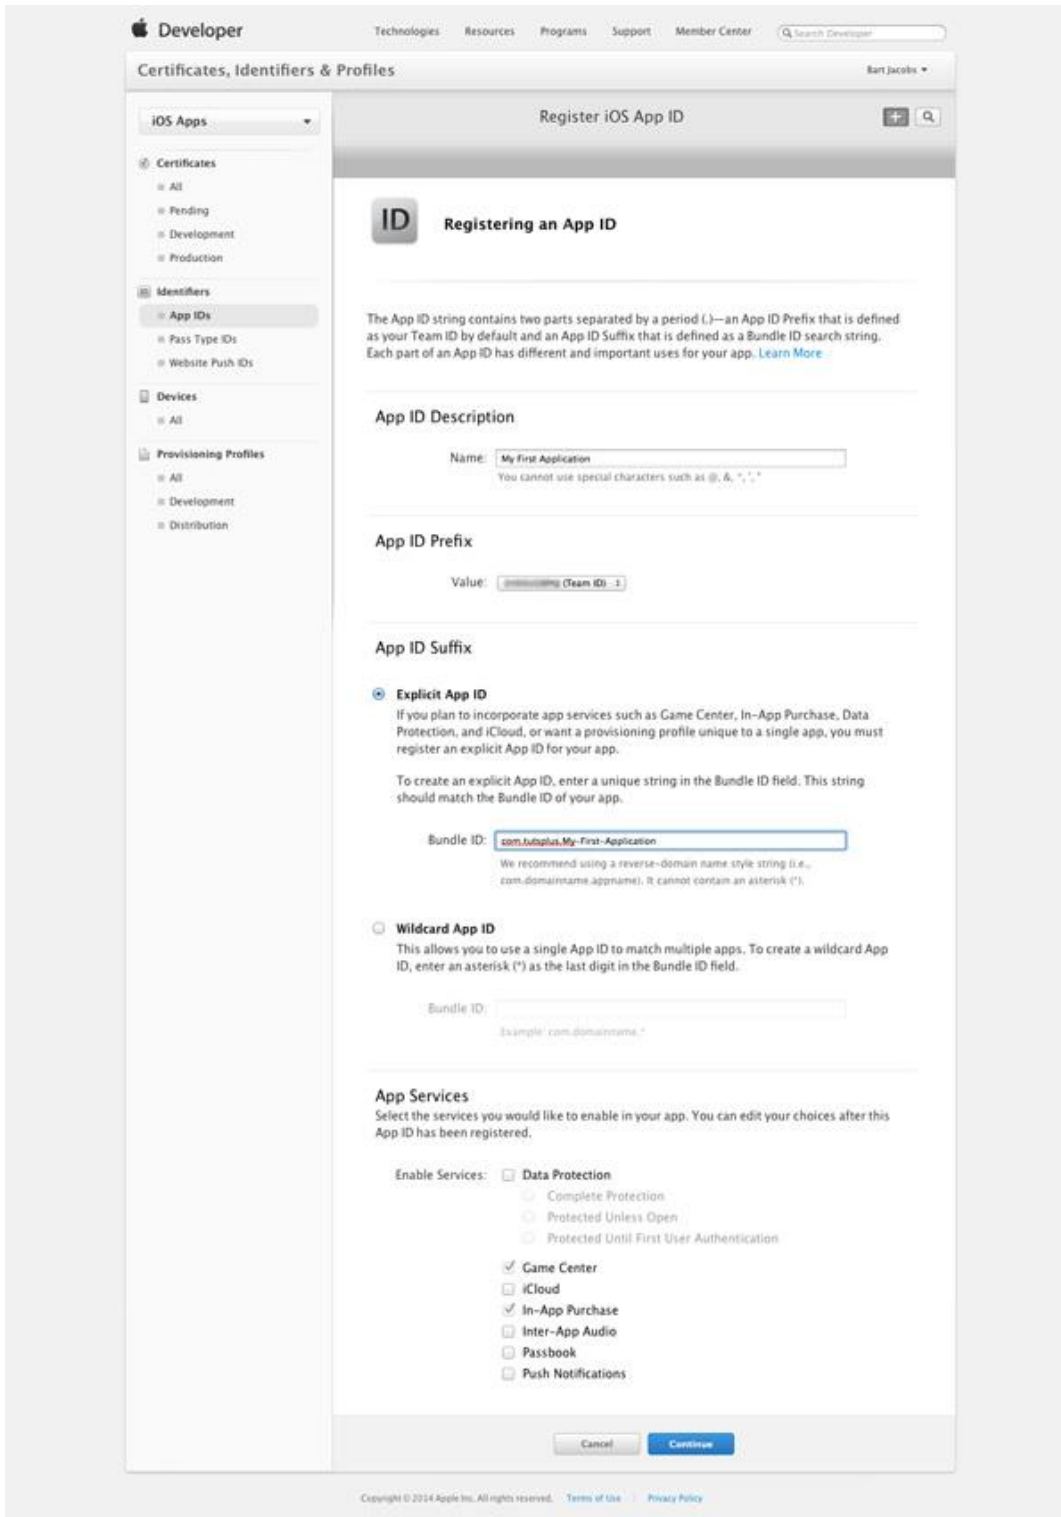 Developer
Technologies Resources Programs Support Member Center Search Developer
Certificates, Identifiers & Profiles
Bart Jacobs
iOS Apps
Certificates
All
Pending
Development
Production
Identifiers
App IDs
Pass Type IDs
Website Push IDs
Devices
All
Provisioning Profiles
All
Development
Distribution
Register iOS App ID
ID Registering an App ID
The App ID string contains two parts separated by a period (.)—an App ID Prefix that is defined
as your Team ID by default and an App ID Suffix that is defined as a Bundle ID search string.
Each part of an App ID has different and important uses for your app. Learn More
App ID Description
Name: My First Application
You cannot use special characters such as @, &, *, ', "
App ID Prefix
Value: (Team ID)
App ID Suffix
Explicit App ID
If you plan to incorporate app services such as Game Center, In-App Purchase, Data
Protection, and iCloud, or want a provisioning profile unique to a single app, you must
register an explicit App ID for your app.
To create an explicit App ID, enter a unique string in the Bundle ID field. This string
should match the Bundle ID of your app.
Bundle ID: com.tutsplus.My-First-Application
We recommend using a reverse-domain name style string (i.e.,
com.domainname.appname). It cannot contain an asterisk (*).
Wildcard App ID
This allows you to use a single App ID to match multiple apps. To create a wildcard App
ID, enter an asterisk (*) as the last digit in the Bundle ID field.
Bundle ID:
Example: com.domainname.*
App Services
Select the services you would like to enable in your app. You can edit your choices after this
App ID has been registered.
Enable Services: Data Protection
Complete Protection
Protected Unless Open
Protected Until First User Authentication
Game Center
iCloud
In-App Purchase
Inter-App Audio
Passbook
Push Notifications
Cancel Continue
Copyright © 2014 Apple Inc. All rights reserved. Terms of Use | Privacy Policy